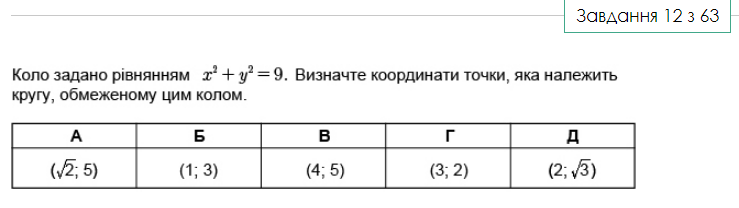 Завдання 12 з 63
Коло задано рівнянням x² + y² = 9. Визначте координати точки, яка належить
кругу, обмеженому цим колом.
А Б В Г Д
(√2; 5) (1; 3) (4; 5) (3; 2) (2; √3)